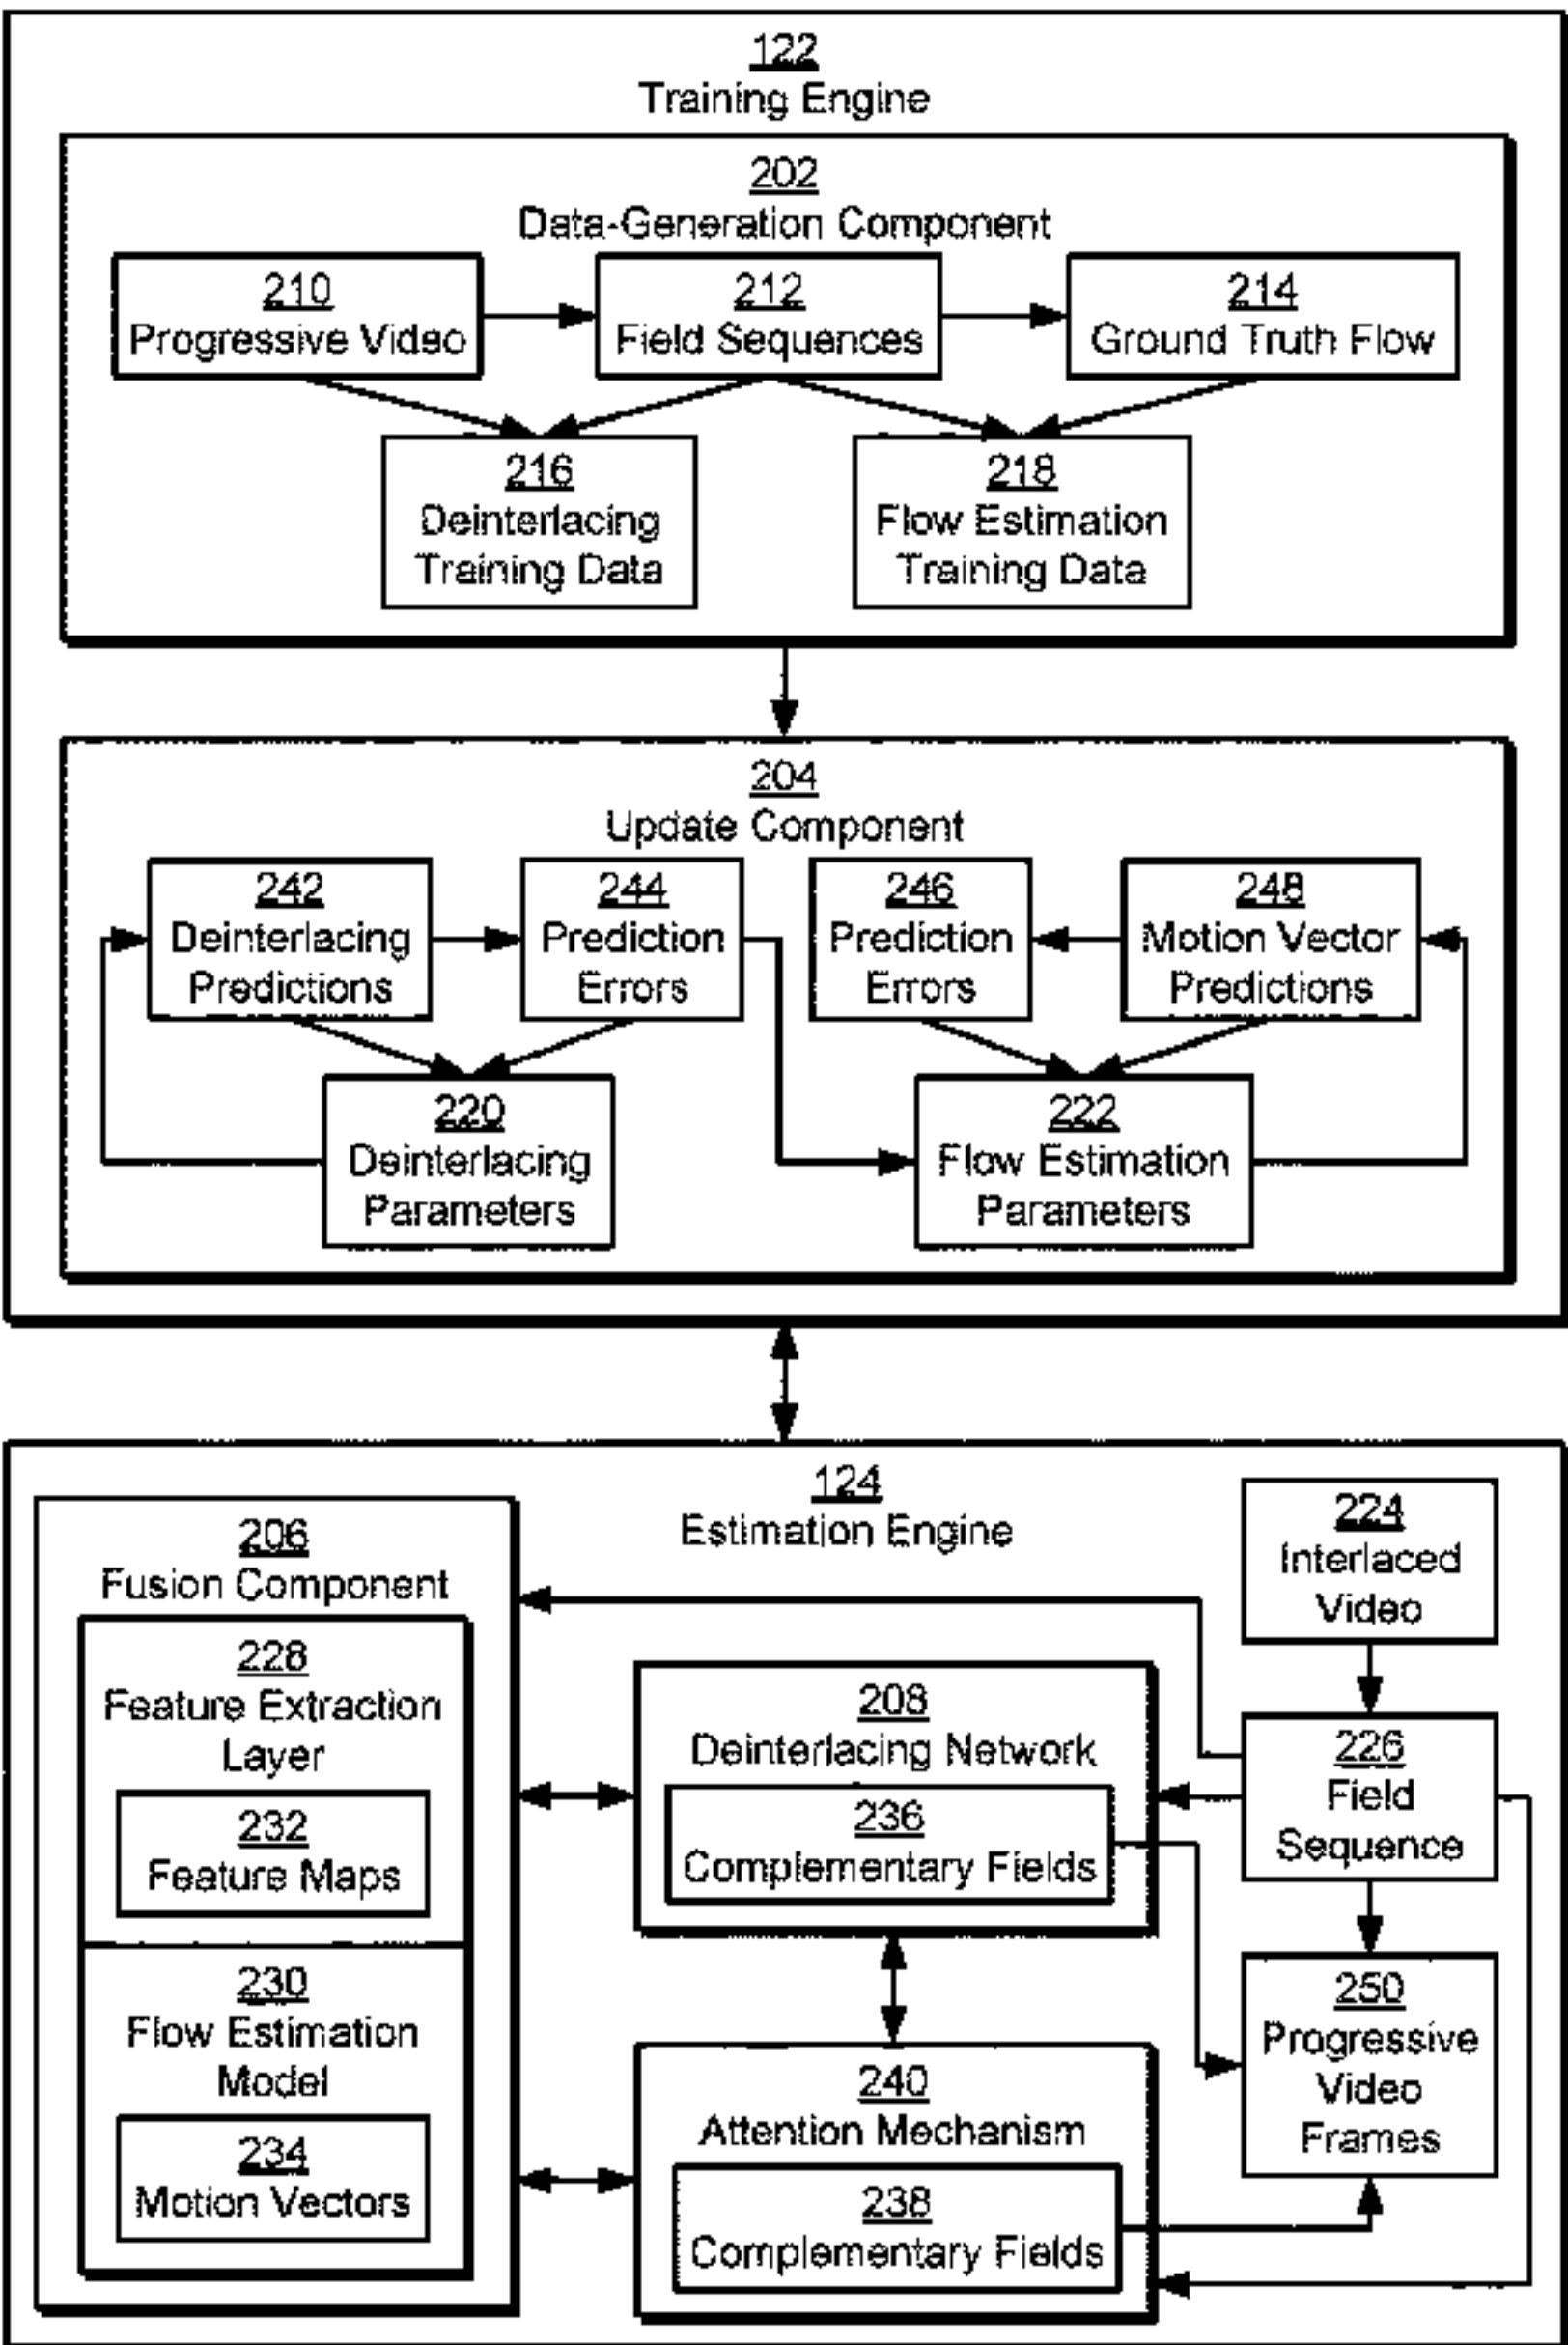 122
Training Engine
202
Data-Generation Component
210
Progressive Video
212
Field Sequences
214
Ground Truth Flow
216
Deinterlacing
Training Data
218
Flow Estimation
Training Data
204
Update Component
242
Deinterlacing
Predictions
244
Prediction
Errors
246
Prediction
Errors
248
Motion Vector
Predictions
220
Deinterlacing
Parameters
222
Flow Estimation
Parameters
124
Estimation Engine
206
Fusion Component
228
Feature Extraction
Layer
232
Feature Maps
230
Flow Estimation
Model
234
Motion Vectors
208
Deinterlacing Network
236
Complementary Fields
240
Attention Mechanism
238
Complementary Fields
224
Interlaced
Video
226
Field
Sequence
250
Progressive
Video
Frames